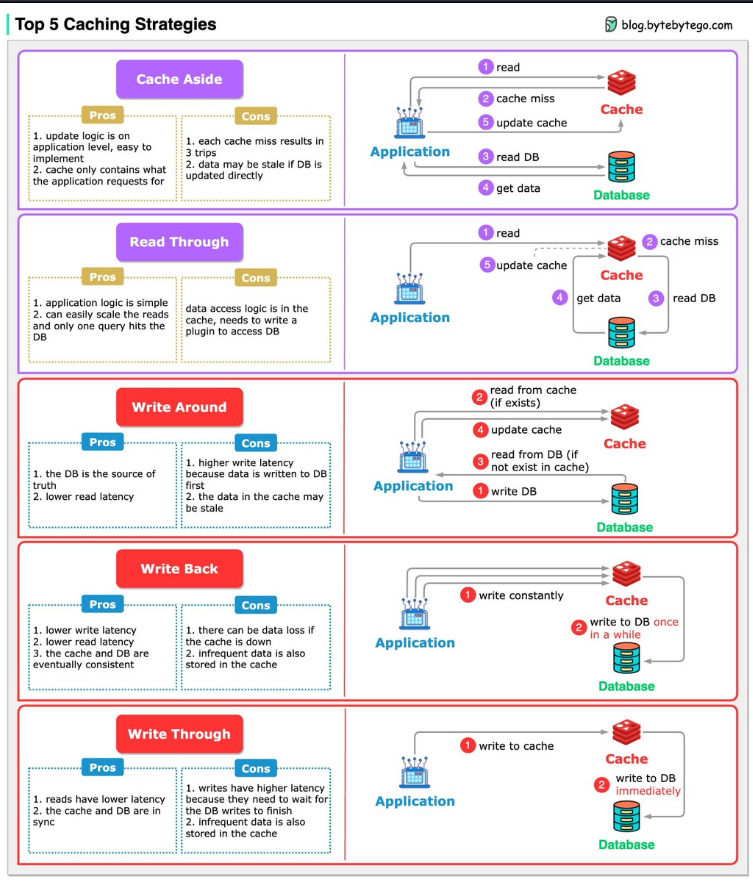 Top 5 Caching Strategies
blog.bytebytego.com
Cache Aside
Pros
1. update logic is on
application level, easy to
implement
2. cache only contains what
the application requests for
Cons
1. each cache miss results in
3 trips
2. data may be stale if DB is
updated directly
1 read
2 cache miss
5 update cache
Cache
Application
3 read DB
4 get data
Database
Read Through
Pros
1. application logic is simple
2. can easily scale the reads
and only one query hits the
DB
Cons
data access logic is in the
cache, needs to write a
plugin to access DB
1 read
2 cache miss
5 update cache
Cache
Application
4 get data
3 read DB
Database
Write Around
Pros
1. the DB is the source of
truth
2. lower read latency
Cons
1. higher write latency
because data is written to DB
first
2. the data in the cache may
be stale
2 read from cache
(if exists)
4 update cache
Cache
3 read from DB (if
not exist in cache)
Application
1 write DB
Database
Write Back
Pros
1. lower write latency
2. lower read latency
3. the cache and DB are
eventually consistent
Cons
1. there can be data loss if
the cache is down
2. infrequent data is also
stored in the cache
1 write constantly
Cache
Application
2 write to DB once
in a while
Database
Write Through
Pros
1. reads have lower latency
2. the cache and DB are in
sync
Cons
1. writes have higher latency
because they need to wait for
the DB writes to finish
2. infrequent data is also
stored in the cache
1 write to cache
Cache
Application
2 write to DB
immediately
Database